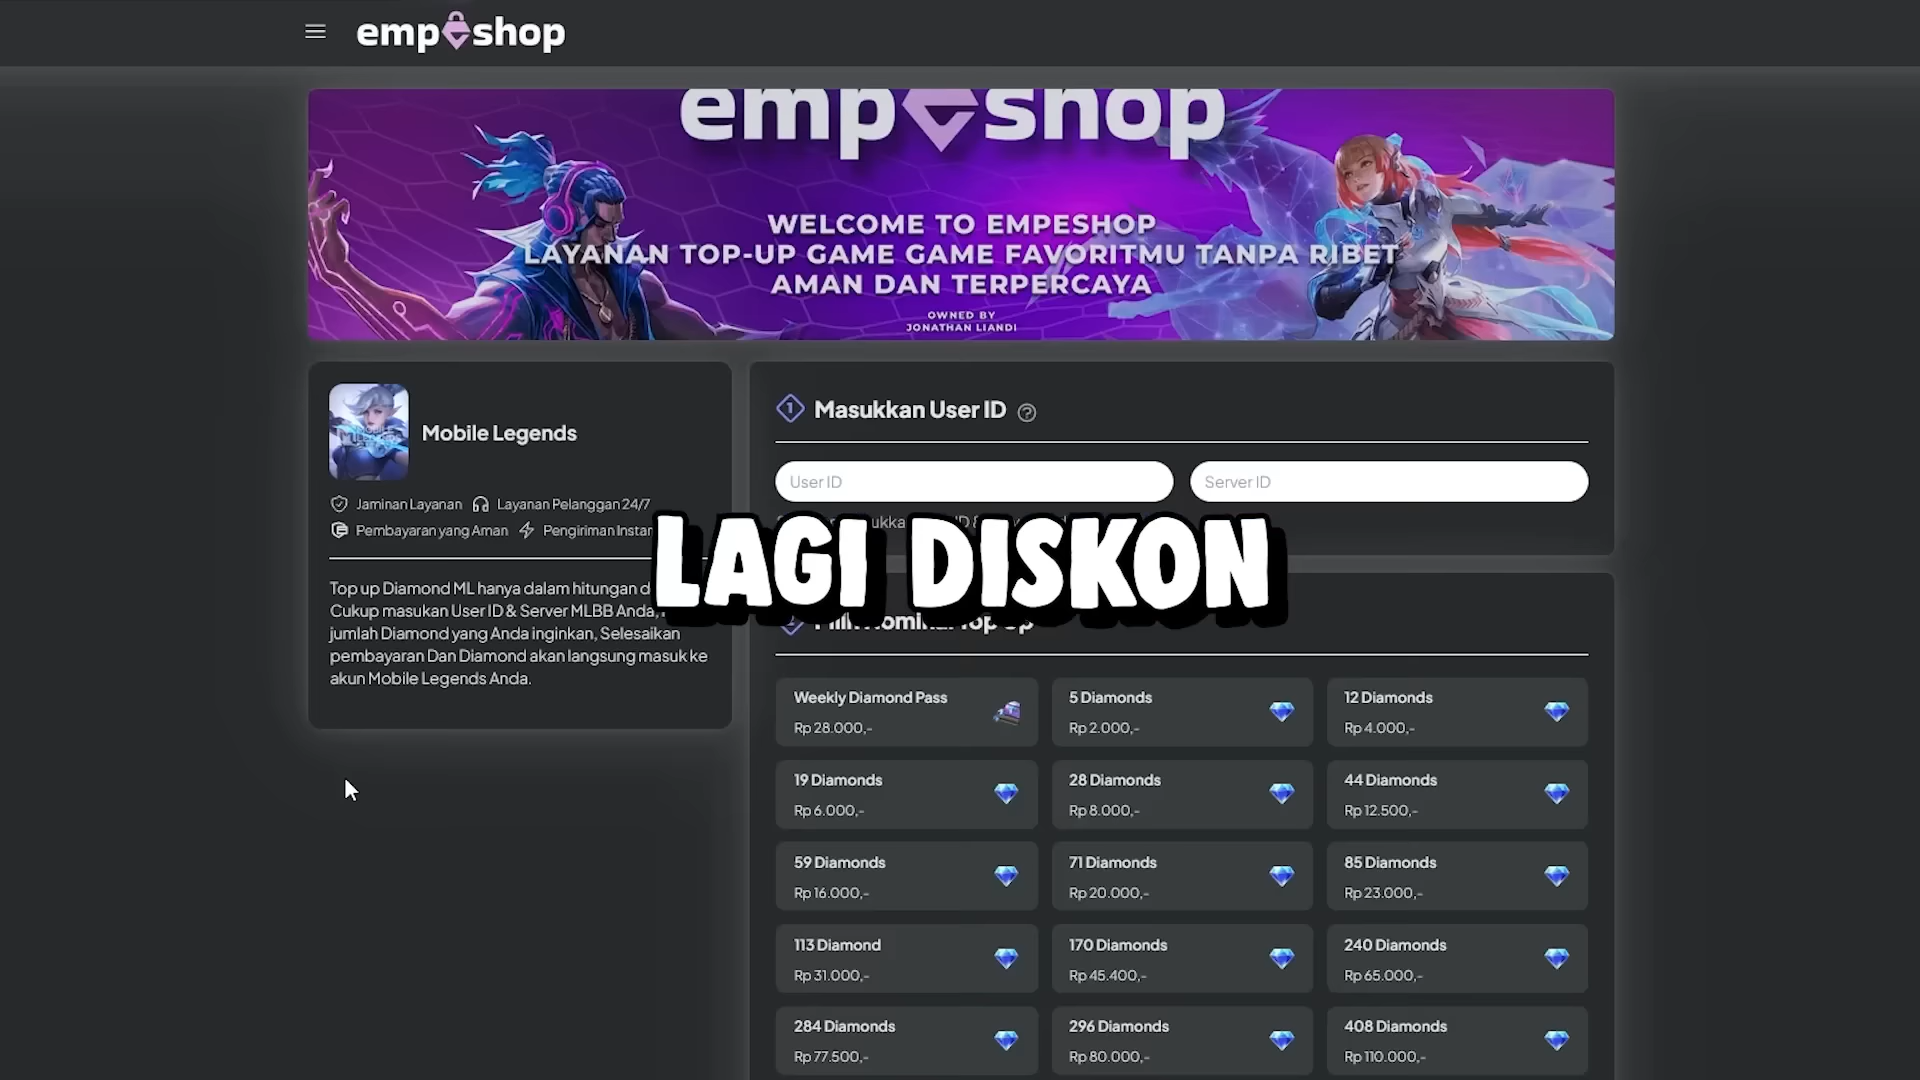 empeshop
empeshop
WELCOME TO EMPESHOP
LAYANAN TOP-UP GAME GAME FAVORITMU TANPA RIBET
AMAN DAN TERPERCAYA
OWNED BY
JONATHAN LIANDI
Mobile Legends
Jaminan Layanan Layanan Pelanggan 24/7
Pembayaran yang Aman Pengiriman Instan
Top up Diamond ML hanya dalam hitungan
Cukup masukan User ID & Server MLBB Anda,
jumlah Diamond yang Anda inginkan, Selesaikan
pembayaran Dan Diamond akan langsung masuk ke
akun Mobile Legends Anda.
1 Masukkan User ID ?
User ID Server ID
LAGI DISKON
Pilih Nominal Top Up
Weekly Diamond Pass
Rp 28.000,-
5 Diamonds
Rp 2.000,-
12 Diamonds
Rp 4.000,-
19 Diamonds
Rp 6.000,-
28 Diamonds
Rp 8.000,-
44 Diamonds
Rp 12.500,-
59 Diamonds
Rp 16.000,-
71 Diamonds
Rp 20.000,-
85 Diamonds
Rp 23.000,-
113 Diamond
Rp 31.000,-
170 Diamonds
Rp 45.400,-
240 Diamonds
Rp 65.000,-
284 Diamonds
Rp 77.500,-
296 Diamonds
Rp 80.000,-
408 Diamonds
Rp 110.000,-